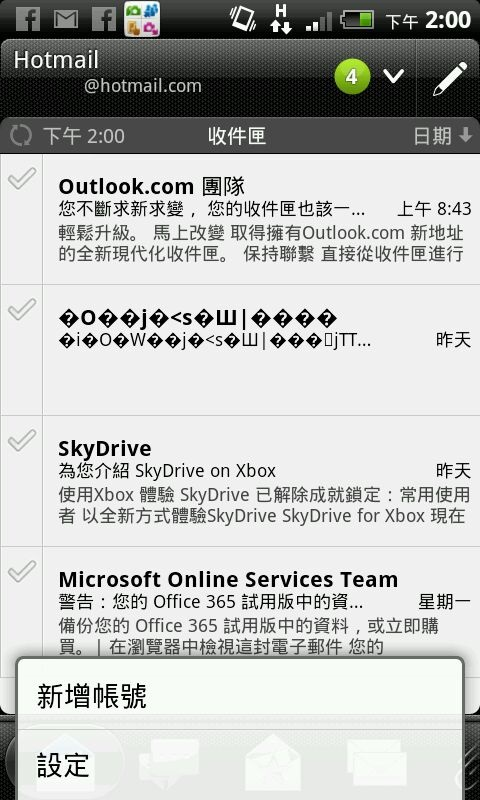 H
下午 2:00
Hotmail
@hotmail.com
4
下午 2:00 收件匣 日期
Outlook.com 團隊
您不斷求新求變， 您的收件匣也該一... 上午 8:43
輕鬆升級。 馬上改變 取得擁有Outlook.com 新地址
的全新現代化收件匣。 保持聯繫 直接從收件匣進行
�O��j�<s�Ш|����
�i�O�W��j�<s�Ш|���▯jTT... 昨天
SkyDrive
為您介紹 SkyDrive on Xbox 昨天
使用Xbox 體驗 SkyDrive 已解除成就鎖定：常用使用
者 以全新方式體驗SkyDrive SkyDrive for Xbox 現在
Microsoft Online Services Team
警告：您的 Office 365 試用版中的資... 星期一
備份您的 Office 365 試用版中的資料，或立即購
買。| 在瀏覽器中檢視這封電子郵件 您的
新增帳號
設定